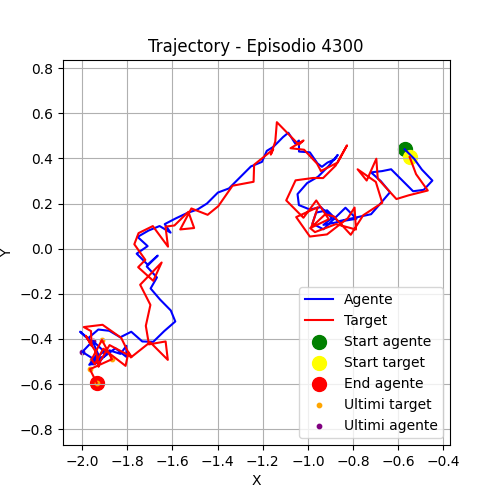 Trajectory - Episodio 4300
Y
0.8
0.6
0.4
0.2
0.0
−0.2
−0.4
−0.6
−0.8
Agente
Target
Start agente
Start target
End agente
Ultimi target
Ultimi agente
−2.0 −1.8 −1.6 −1.4 −1.2 −1.0 −0.8 −0.6 −0.4
X